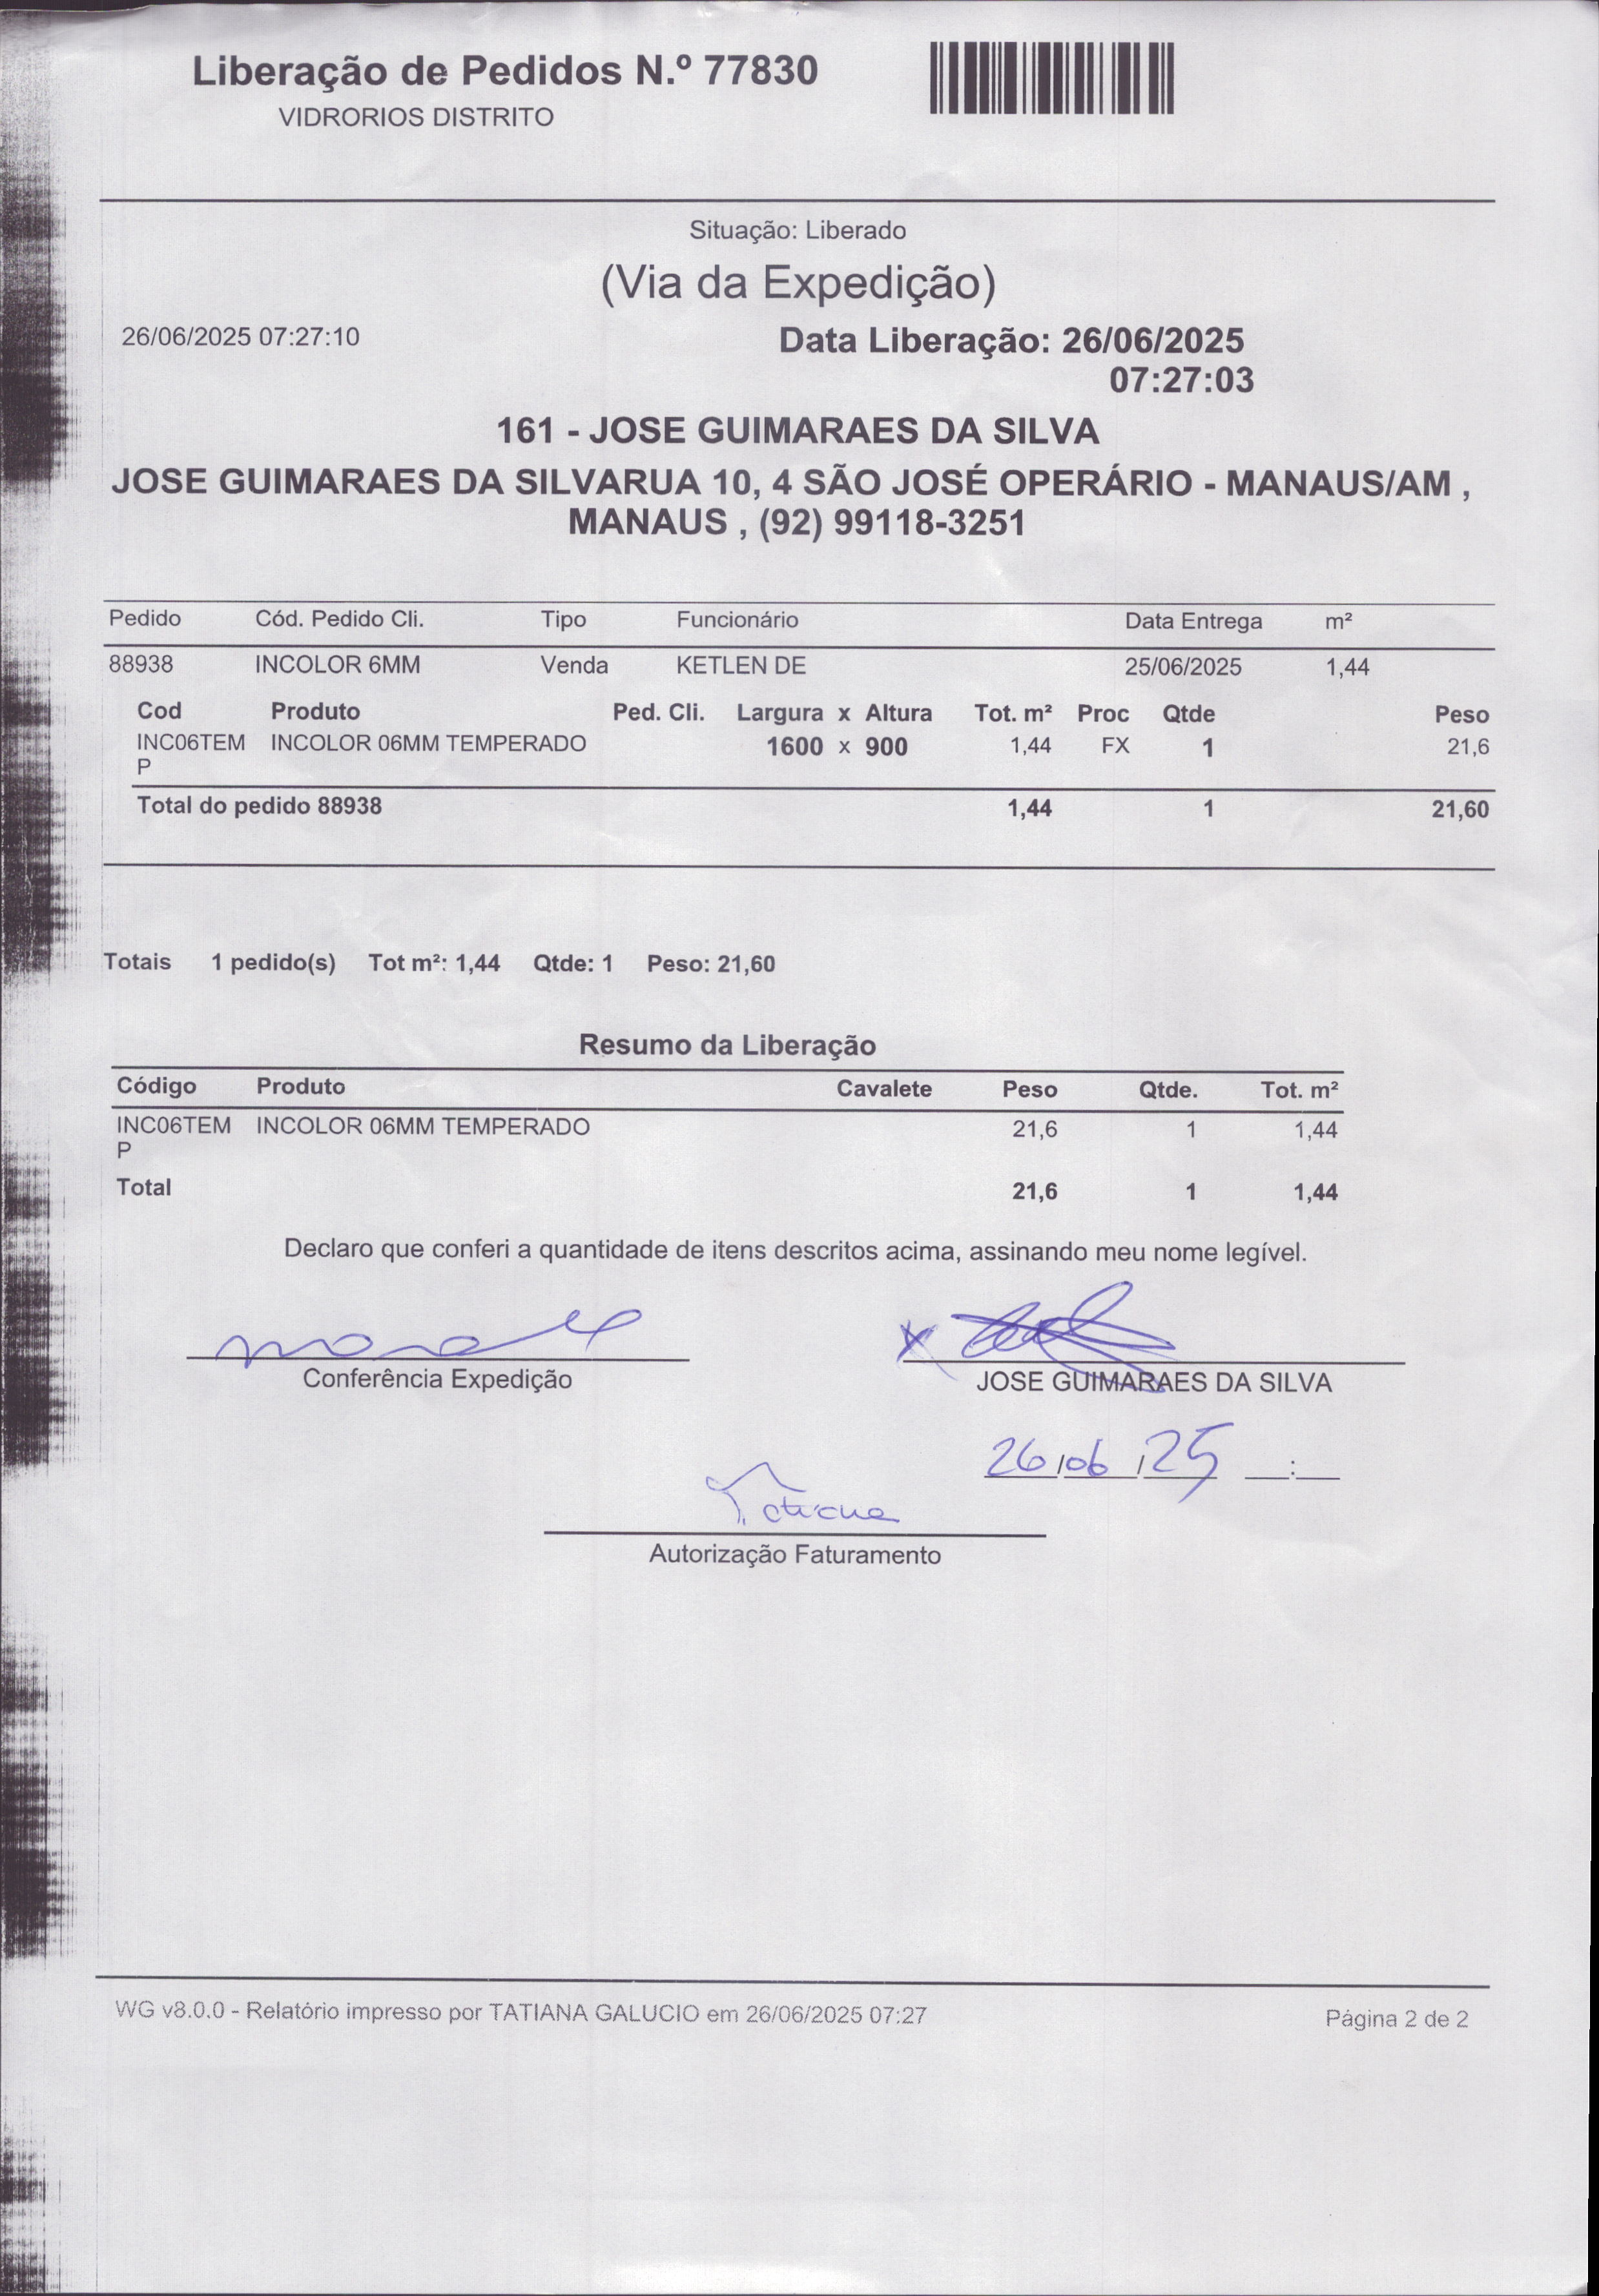 Liberação de Pedidos N.º 77830
VIDRORIOS DISTRITO
Situação: Liberado
(Via da Expedição)
26/06/2025 07:27:10
Data Liberação: 26/06/2025
07:27:03
161 - JOSE GUIMARAES DA SILVA
JOSE GUIMARAES DA SILVARUA 10, 4 SÃO JOSÉ OPERÁRIO - MANAUS/AM ,
MANAUS , (92) 99118-3251
Pedido Cód. Pedido Cli. Tipo Funcionário Data Entrega m²
88938 INCOLOR 6MM Venda KETLEN DE 25/06/2025 1,44
Cod Produto Ped. Cli. Largura x Altura Tot. m² Proc Qtde Peso
INC06TEM INCOLOR 06MM TEMPERADO 1600 x 900 1,44 FX 1 21,6
P
Total do pedido 88938 1,44 1 21,60
Totais 1 pedido(s) Tot m²: 1,44 Qtde: 1 Peso: 21,60
Resumo da Liberação
Código Produto Cavalete Peso Qtde. Tot. m²
INC06TEM INCOLOR 06MM TEMPERADO 21,6 1 1,44
P
Total 21,6 1 1,44
Declaro que conferi a quantidade de itens descritos acima, assinando meu nome legível.
x
Conferência Expedição JOSE GUIMARAES DA SILVA
26/06/25 __:__
Tatiana
Autorização Faturamento
WG v8.0.0 - Relatório impresso por TATIANA GALUCIO em 26/06/2025 07:27 Página 2 de 2